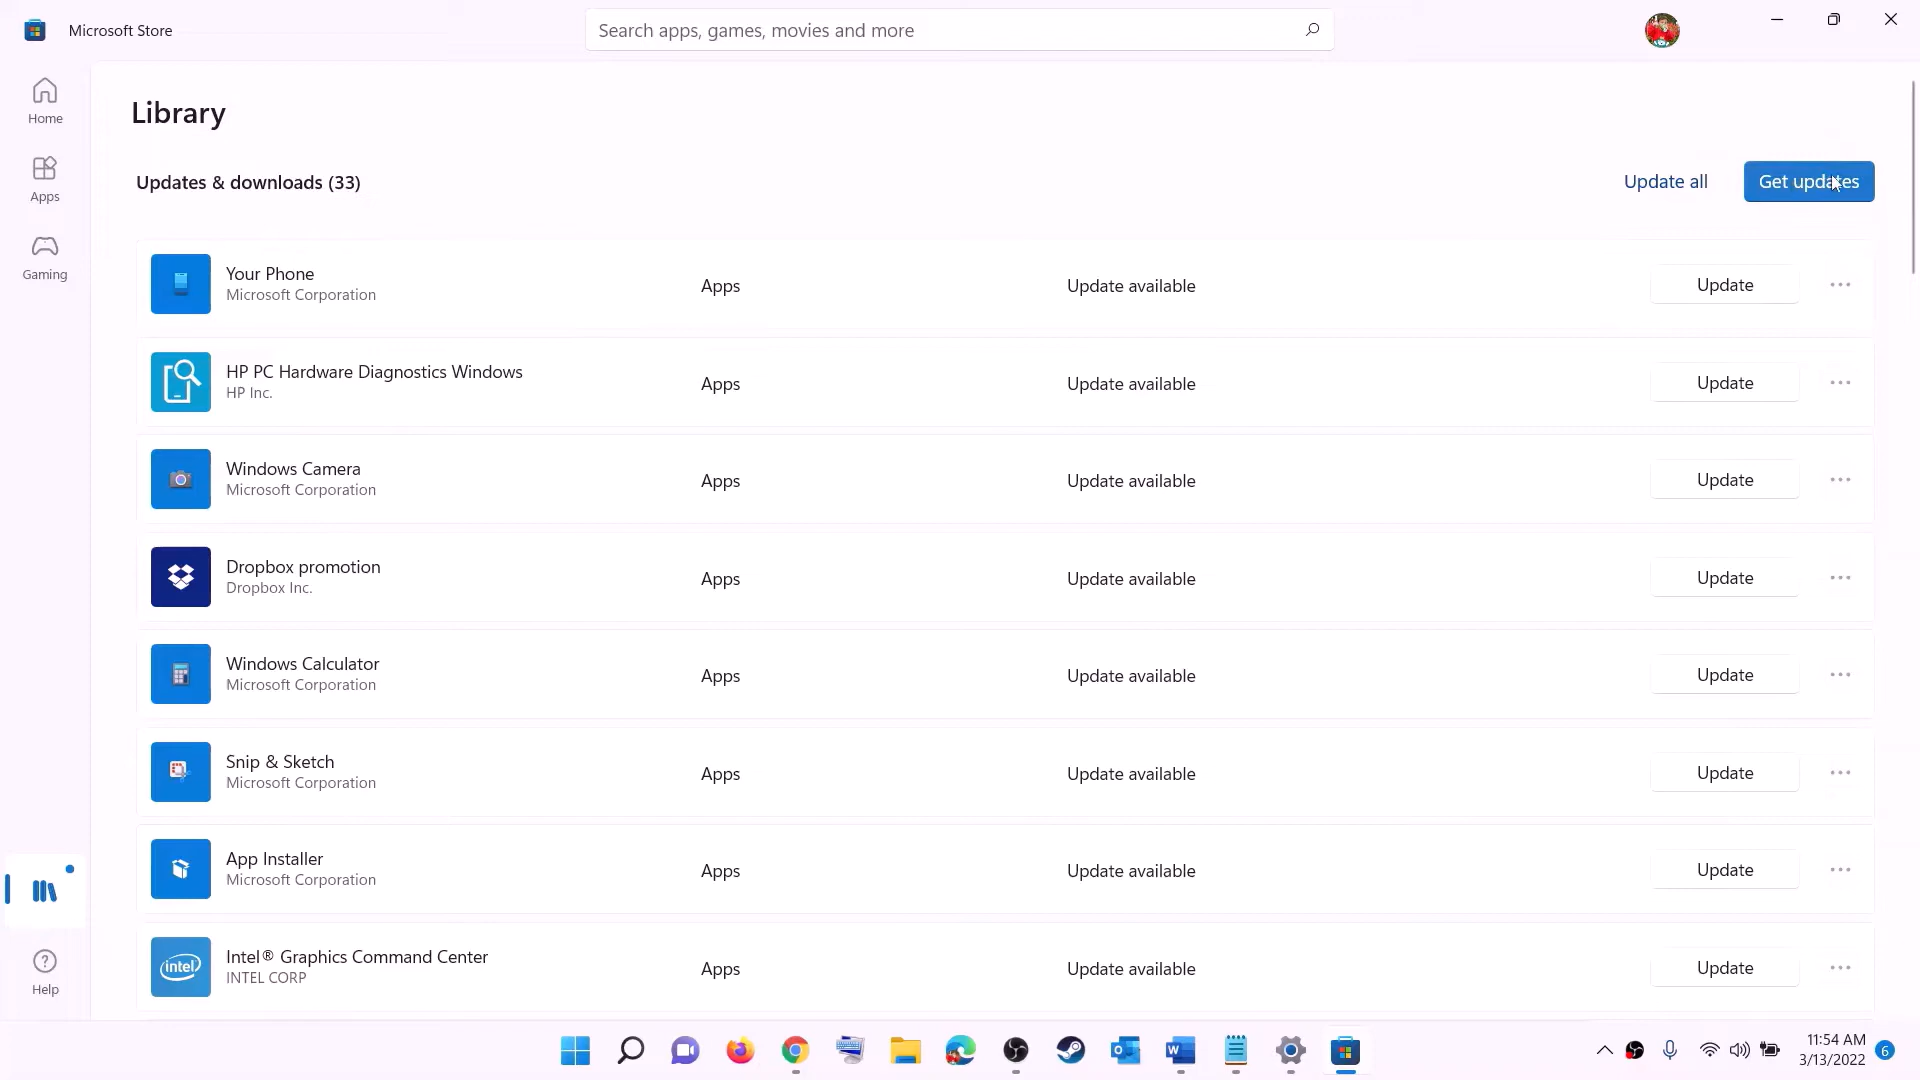 Microsoft Store
Search apps, games, movies and more
Home
Apps
Gaming
Library
Updates & downloads (33)
Update all
Get updates
Your Phone
Microsoft Corporation
Apps
Update available
Update
HP PC Hardware Diagnostics Windows
HP Inc.
Apps
Update available
Update
Windows Camera
Microsoft Corporation
Apps
Update available
Update
Dropbox promotion
Dropbox Inc.
Apps
Update available
Update
Windows Calculator
Microsoft Corporation
Apps
Update available
Update
Snip & Sketch
Microsoft Corporation
Apps
Update available
Update
App Installer
Microsoft Corporation
Apps
Update available
Update
intel
Intel® Graphics Command Center
INTEL CORP
Apps
Update available
Update
Help
11:54 AM
3/13/2022
6